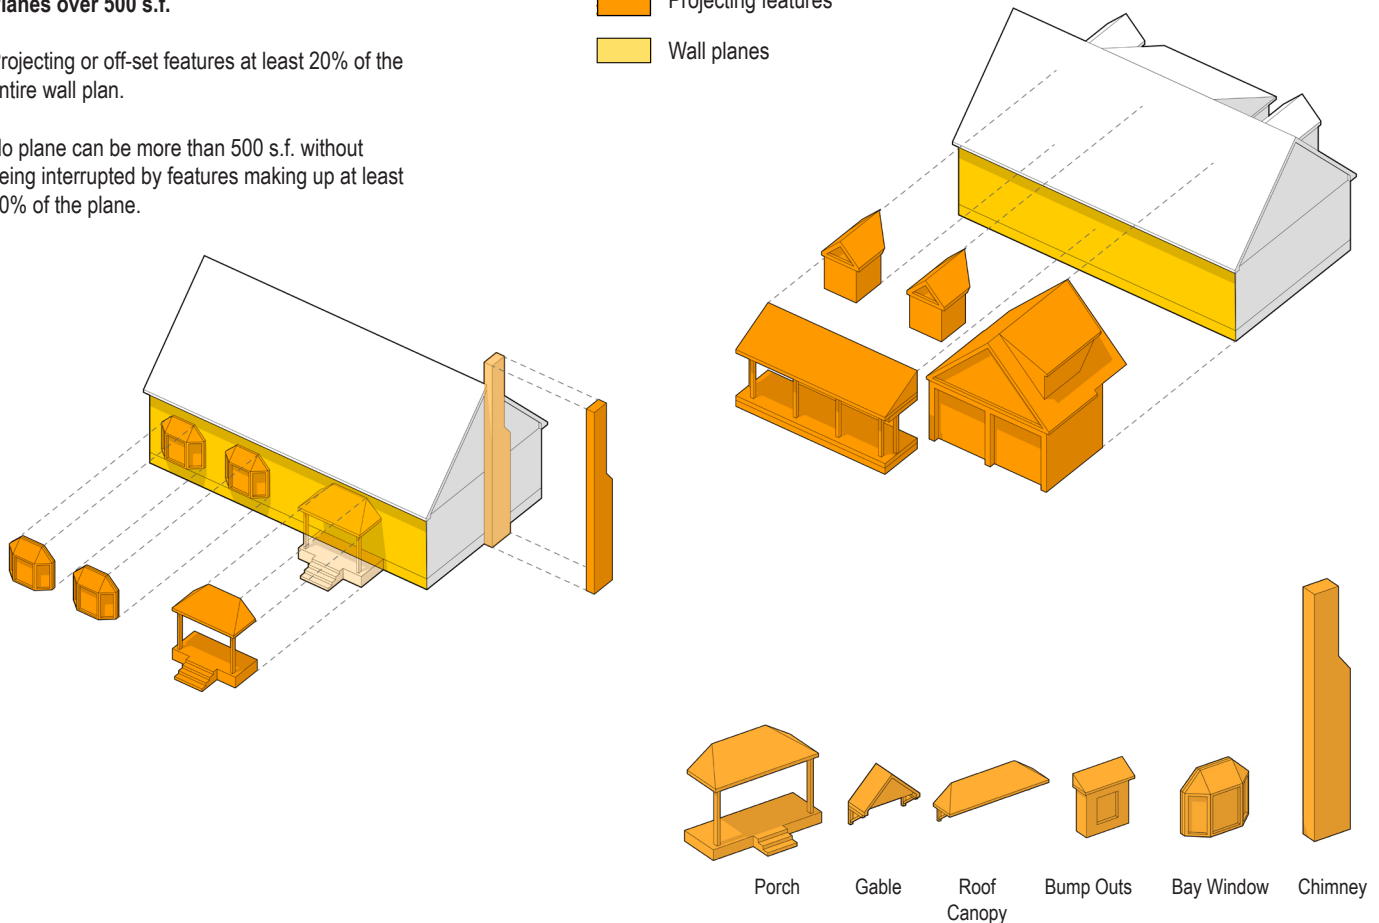 lanes over 500 s.f.
rojecting or off-set features at least 20% of the
ntire wall plan.
o plane can be more than 500 s.f. without
eing interrupted by features making up at least
0% of the plane.
Projecting features
Wall planes
Porch
Gable
Roof
Canopy
Bump Outs
Bay Window
Chimney